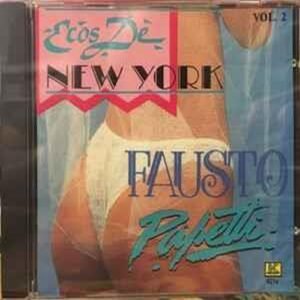 VOL. 2
Ecos De
NEW YORK
FAUSTO
Papetti